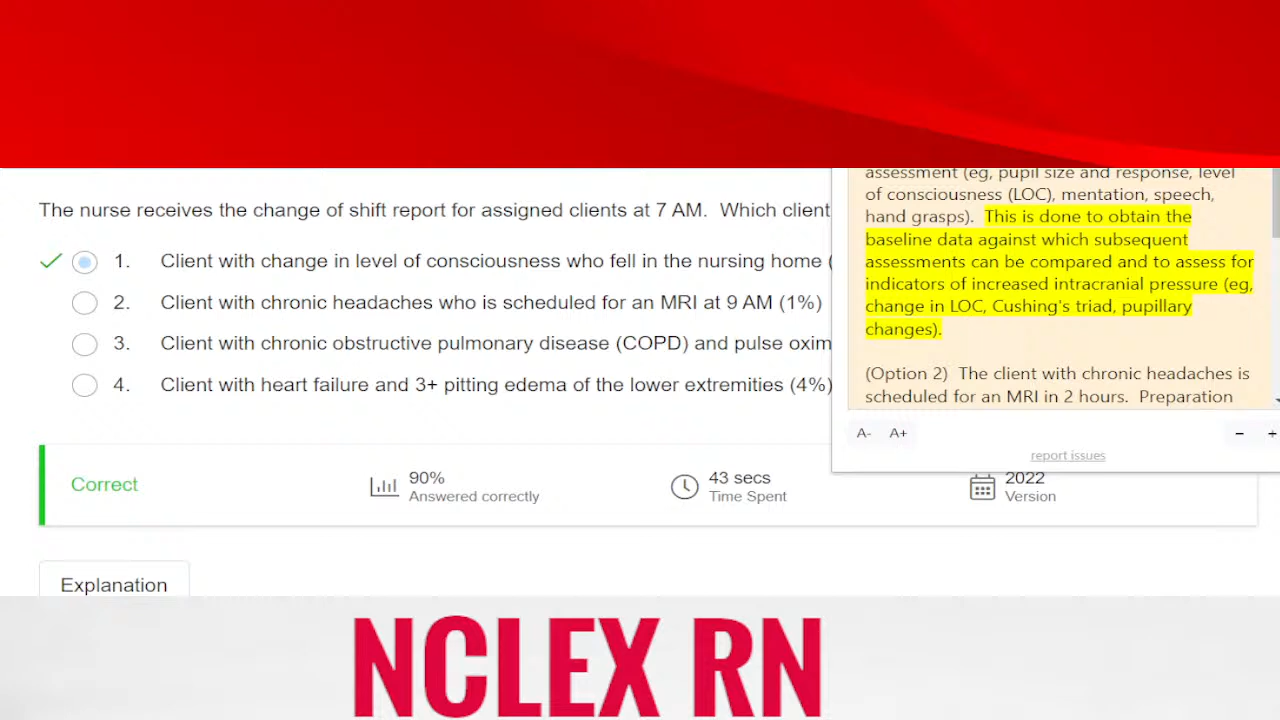 The nurse receives the change of shift report for assigned clients at 7 AM. Which client
1. Client with change in level of consciousness who fell in the nursing home (
2. Client with chronic headaches who is scheduled for an MRI at 9 AM (1%)
3. Client with chronic obstructive pulmonary disease (COPD) and pulse oxim
4. Client with heart failure and 3+ pitting edema of the lower extremities (4%)
assessment (eg, pupil size and response, level
of consciousness (LOC), mentation, speech,
hand grasps). This is done to obtain the
baseline data against which subsequent
assessments can be compared and to assess for
indicators of increased intracranial pressure (eg,
change in LOC, Cushing's triad, pupillary
changes).
(Option 2) The client with chronic headaches is
scheduled for an MRI in 2 hours. Preparation
A- A+ − +
report issues
Correct
90%
Answered correctly
43 secs
Time Spent
2022
Version
Explanation
NCLEX RN